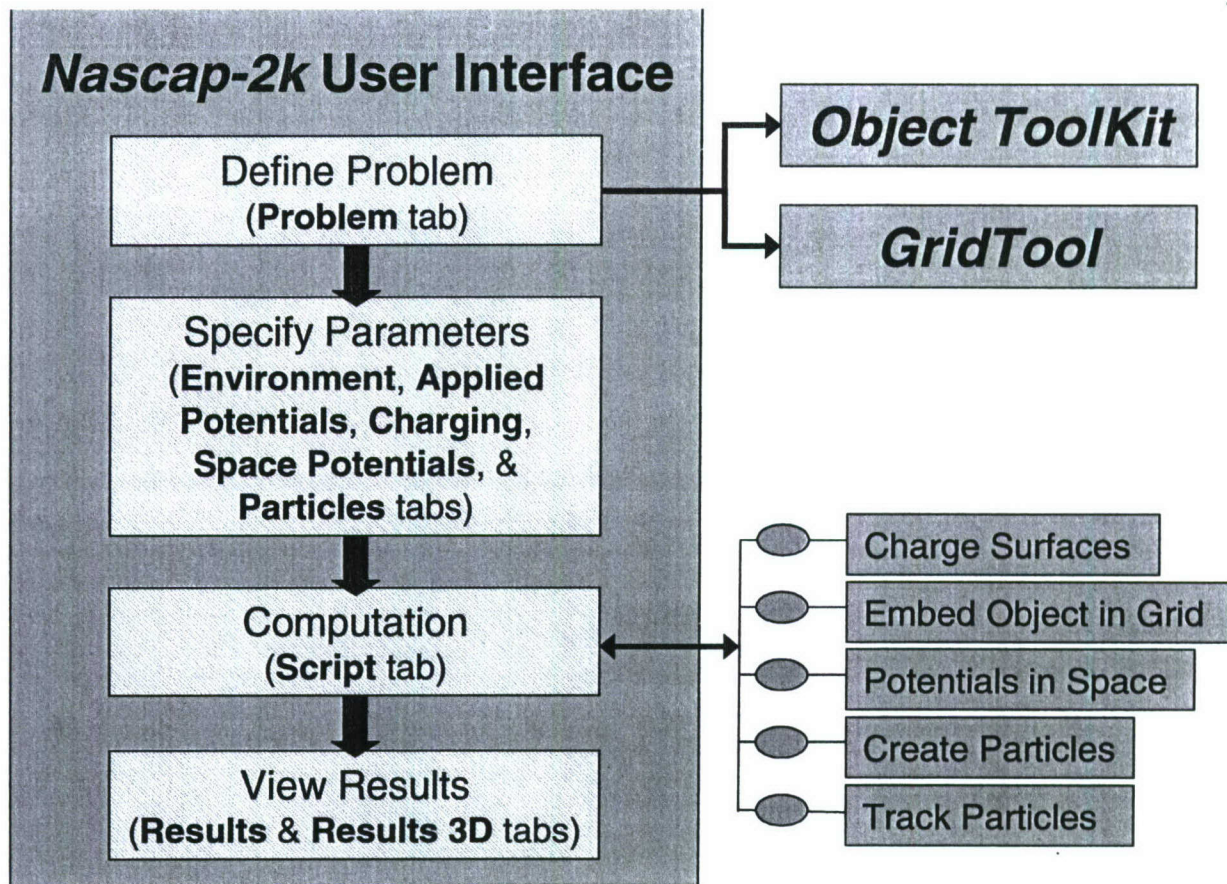 Nascap-2k User Interface
Define Problem
(Problem tab)
Specify Parameters
(Environment, Applied
Potentials, Charging,
Space Potentials, &
Particles tabs)
Computation
(Script tab)
View Results
(Results & Results 3D tabs)
Object ToolKit
GridTool
Charge Surfaces
Embed Object in Grid
Potentials in Space
Create Particles
Track Particles